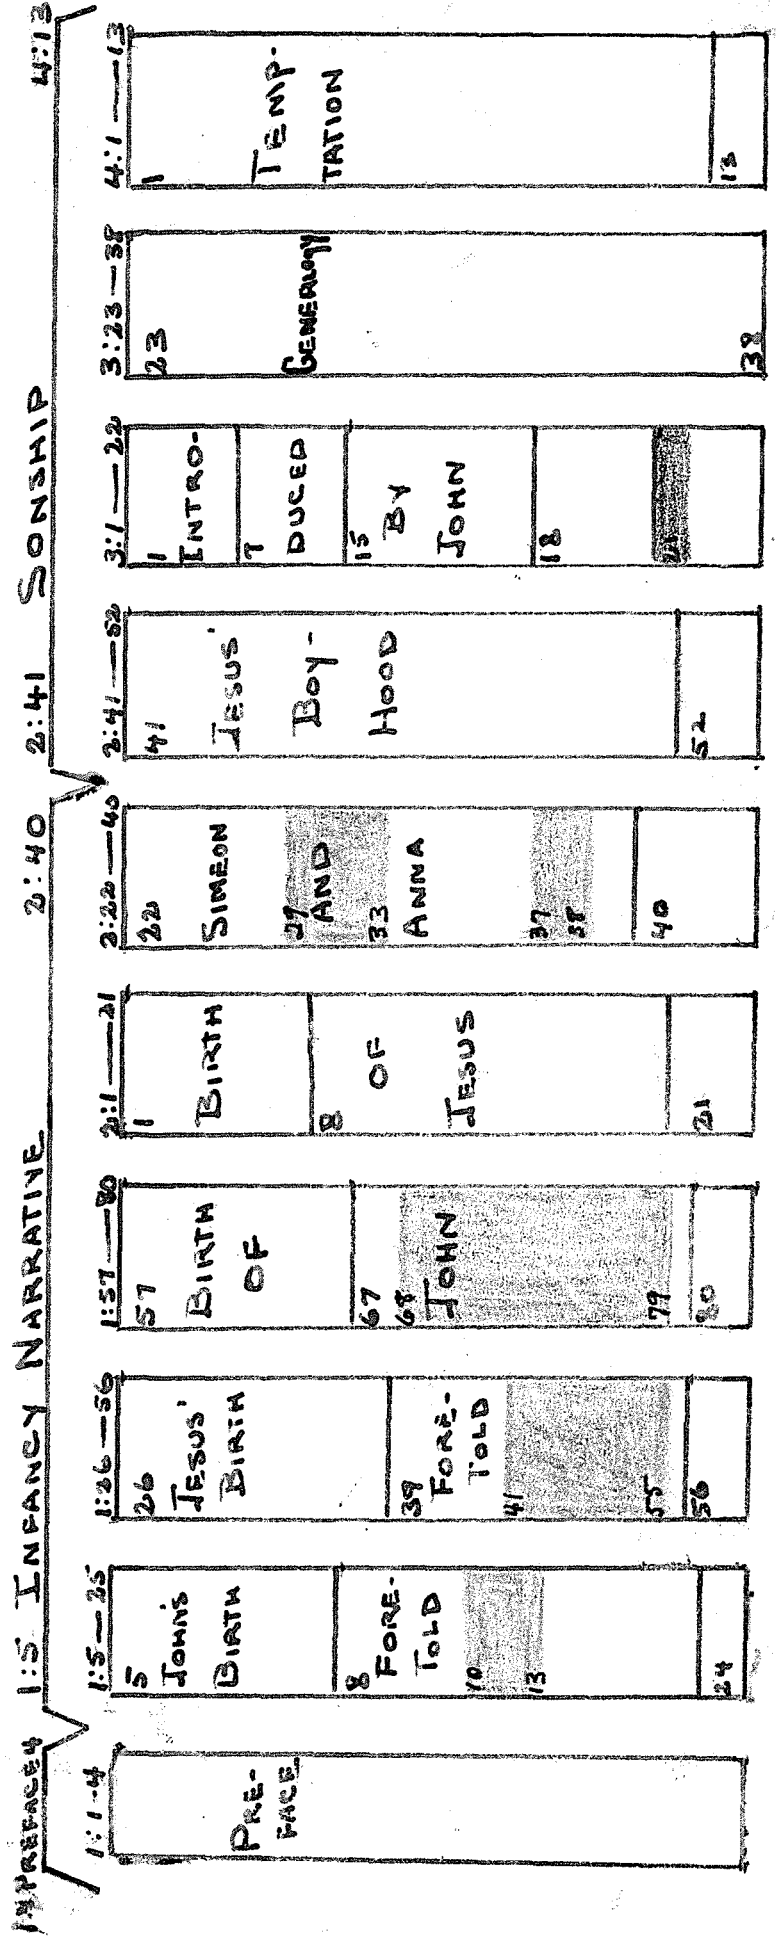 PREFACE 4
1:5 INFANCY NARRATIVE 2:40
2:41 SONSHIP 4:13
1:1-4
PRE-
FACE
1:5—25
5
JOHN'S
BIRTH
8
FORE-
TOLD
10
13
24
1:26—56
26
JESUS'
BIRTH
39
FORE-
TOLD
41
55
56
1:57—80
57
BIRTH
OF
67
68
JOHN
79
80
2:1—21
1
BIRTH
8
OF
JESUS
21
2:22—40
22
SIMEON
29
AND
33
ANNA
37
38
40
2:41—52
41
JESUS'
BOY-
HOOD
52
3:1—22
1
INTRO-
7
DUCED
15
BY
JOHN
18
21
3:23—38
23
GENEALOGY
38
4:1—13
1
TEMP-
TATION
13